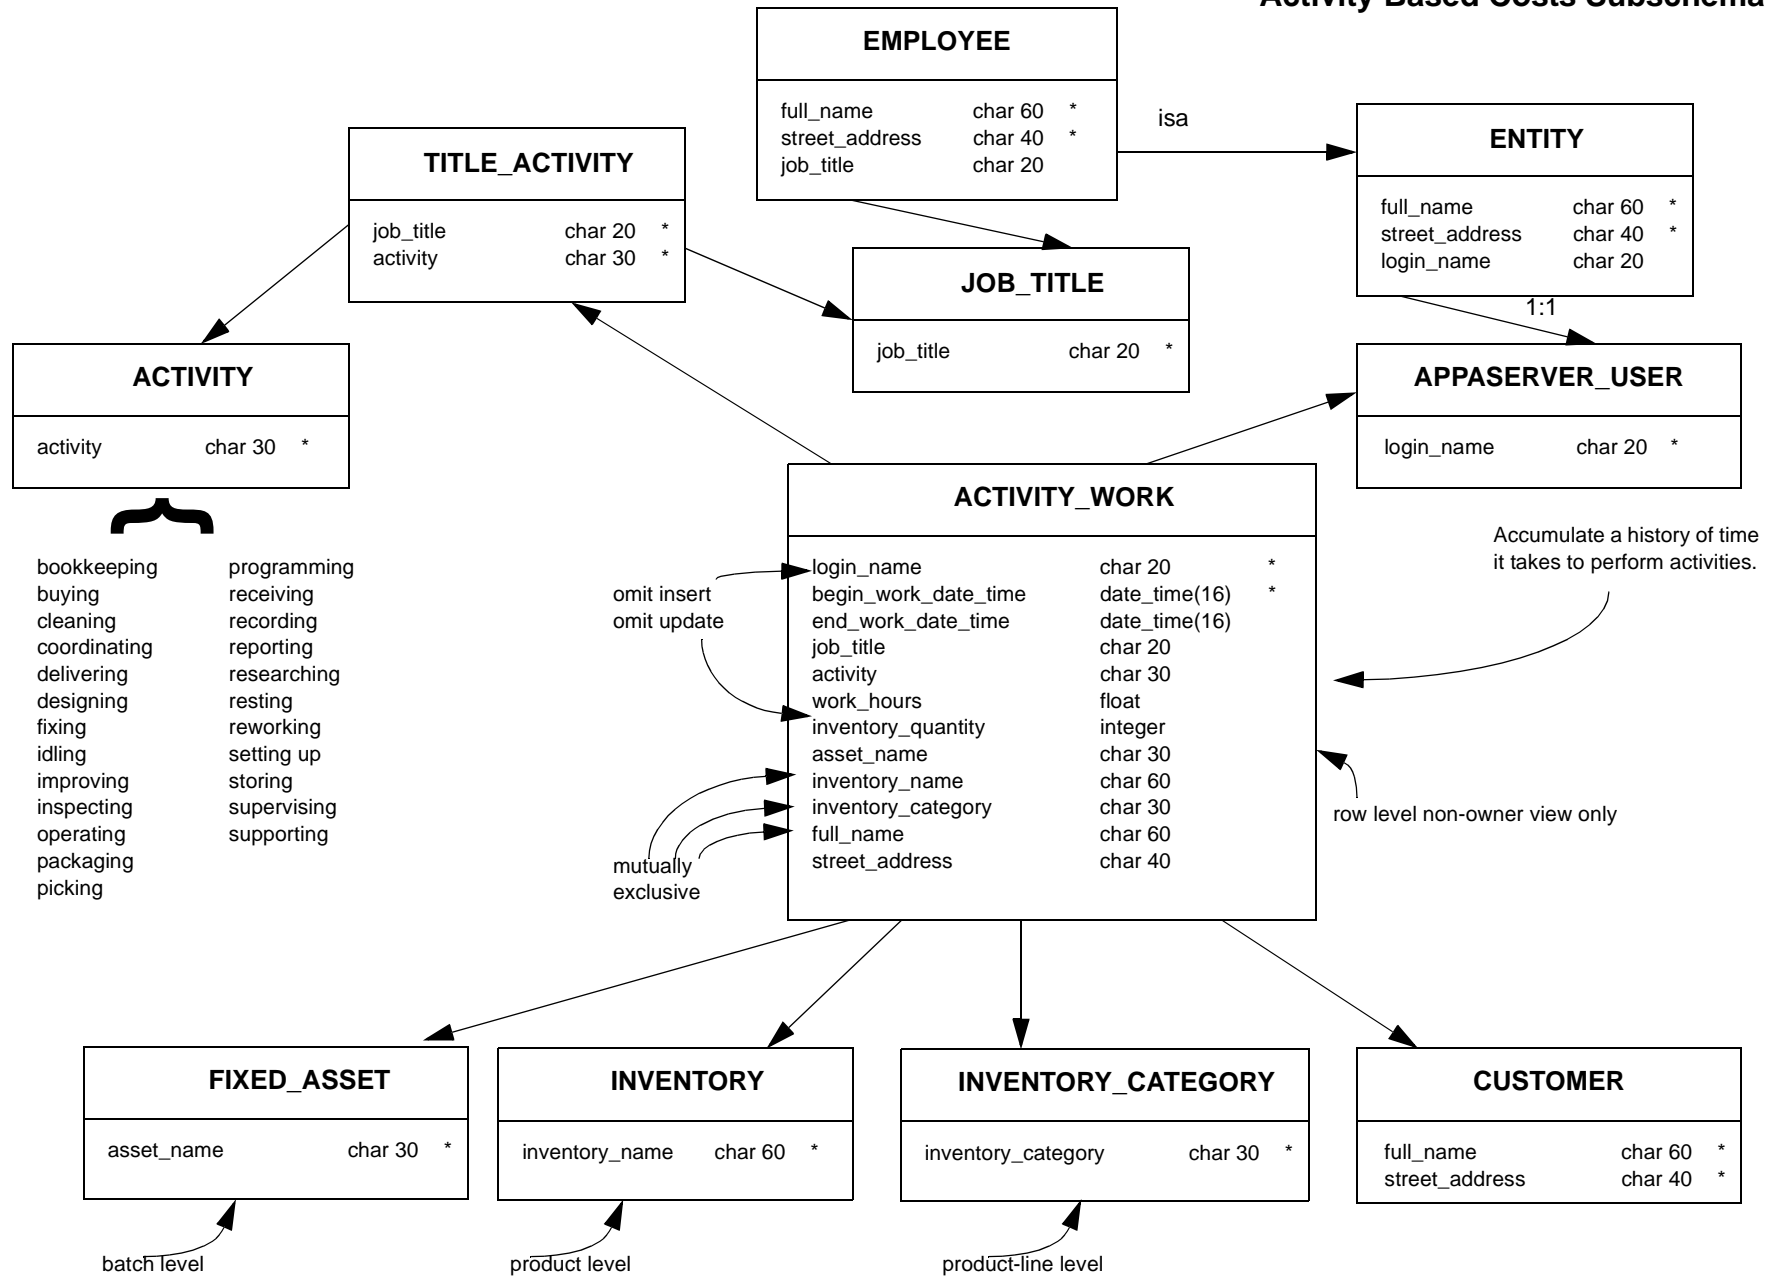 Activity Based Costs Subschema
EMPLOYEE
full_name char 60 *
street_address char 40 *
job_title char 20
isa
ENTITY
full_name char 60 *
street_address char 40 *
login_name char 20
1:1
TITLE_ACTIVITY
job_title char 20 *
activity char 30 *
JOB_TITLE
job_title char 20 *
ACTIVITY
activity char 30 *
APPASERVER_USER
login_name char 20 *
bookkeeping
buying
cleaning
coordinating
delivering
designing
fixing
idling
improving
inspecting
operating
packaging
picking
programming
receiving
recording
reporting
researching
resting
reworking
setting up
storing
supervising
supporting
omit insert
omit update
mutually
exclusive
ACTIVITY_WORK
login_name char 20 *
begin_work_date_time date_time(16) *
end_work_date_time date_time(16)
job_title char 20
activity char 30
work_hours float
inventory_quantity integer
asset_name char 30
inventory_name char 60
inventory_category char 30
full_name char 60
street_address char 40
Accumulate a history of time
it takes to perform activities.
row level non-owner view only
FIXED_ASSET
asset_name char 30 *
batch level
INVENTORY
inventory_name char 60 *
product level
INVENTORY_CATEGORY
inventory_category char 30 *
product-line level
CUSTOMER
full_name char 60 *
street_address char 40 *